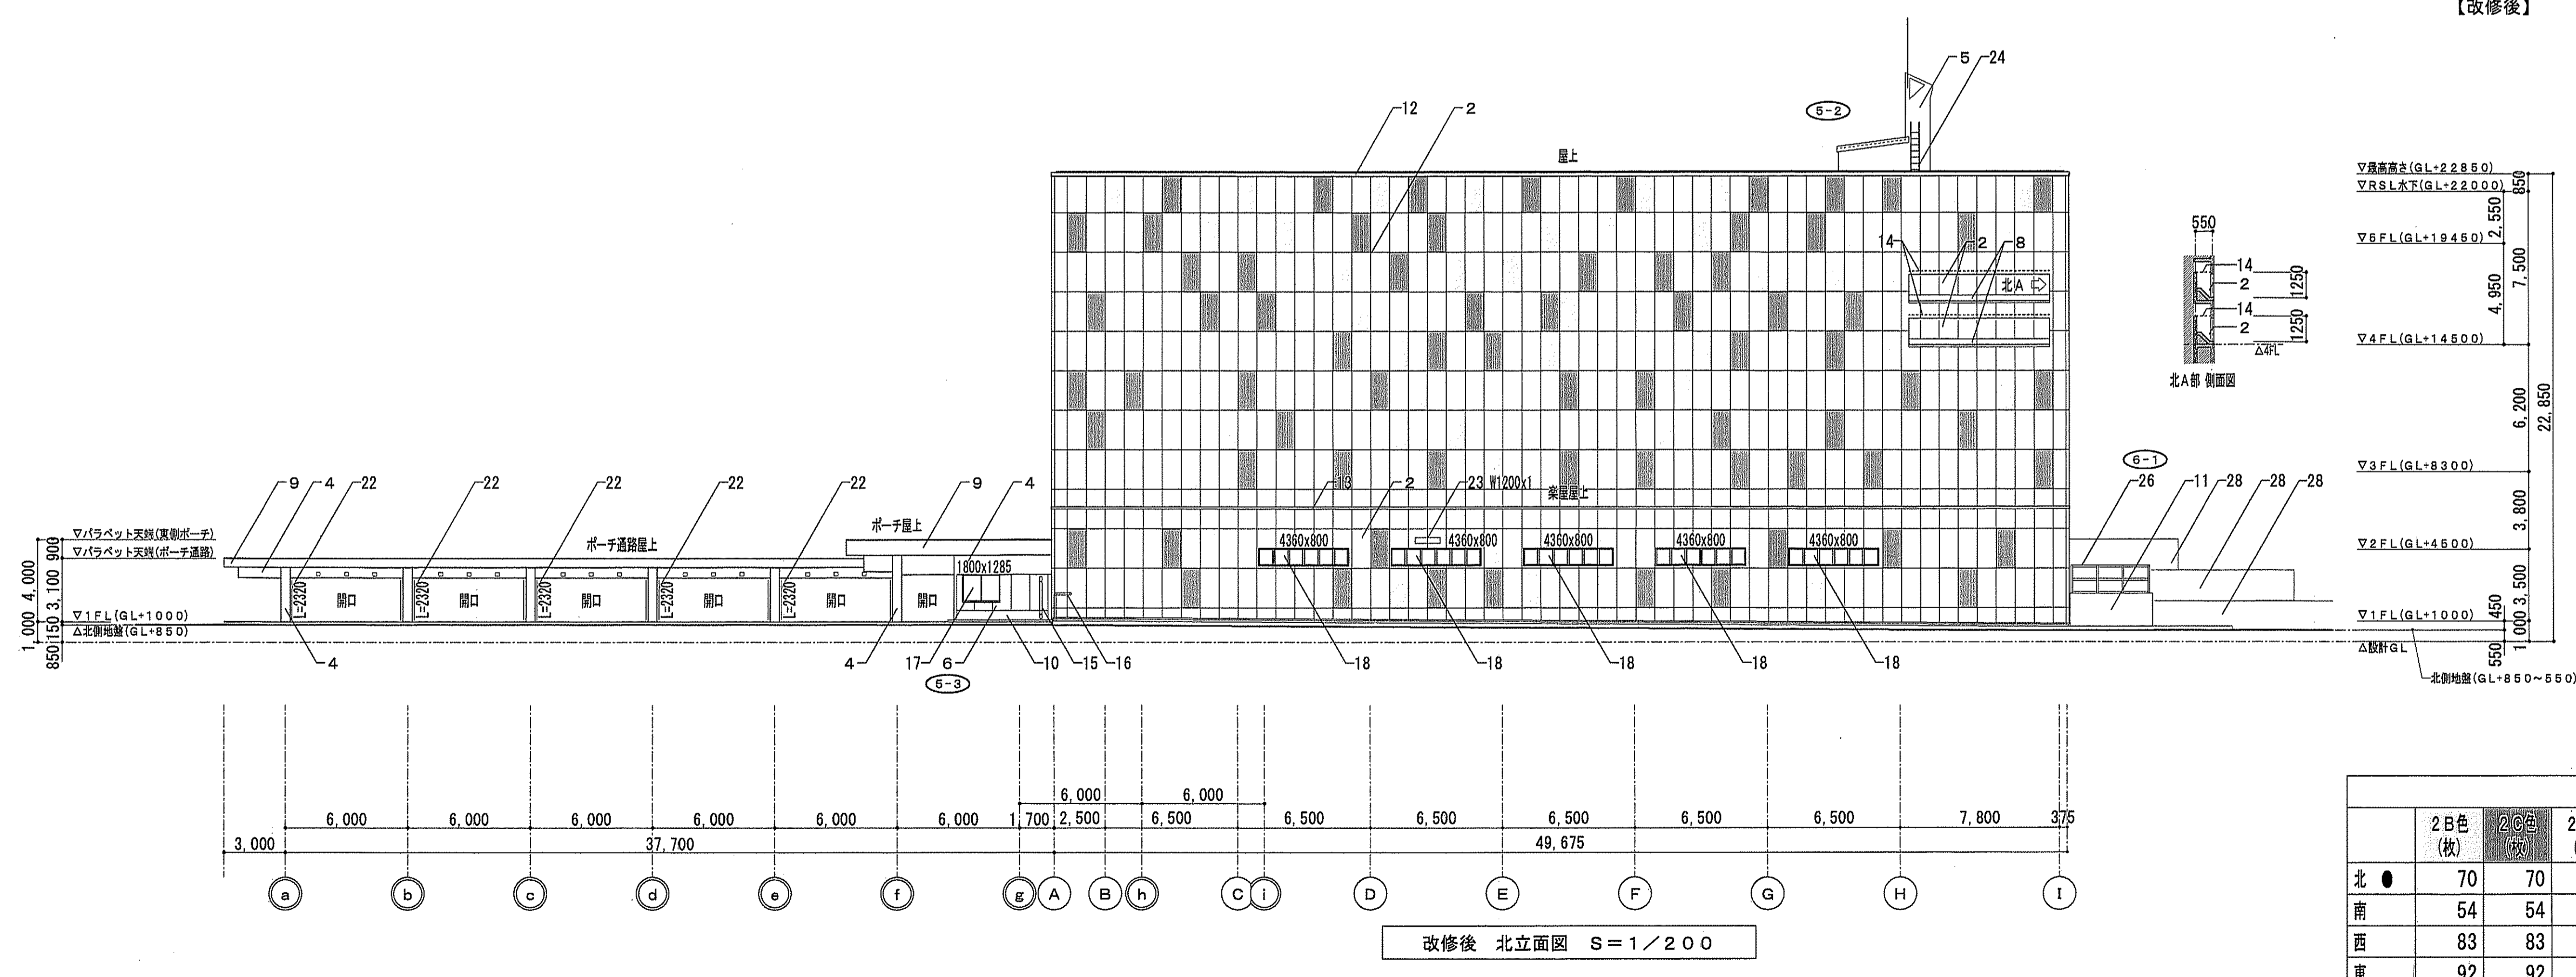 【改修後】
5 24
5-2
12 2
屋上
▽最高高さ(GL+22850)
▽RSL水下(GL+22000)
850
550
2,550
14 2 8
▽5FL(GL+19450)
14
2
1250
北A
7,500
4,950
14
2
1250
▽4FL(GL+14500)
△4FL
北A部 側面図
6,200
22,850
6-1
▽3FL(GL+8300)
9 4 22 22 22 22 22 9 4
13 2 23 W1200x1
楽屋屋上
26 11 28 28 28
3,800
ポーチ屋上
▽パラペット天端(東側ポーチ)
▽パラペット天端(ポーチ通路)
ポーチ通路屋上
900
4,000
3,100
4360x800 4360x800 4360x800 4360x800 4360x800
▽2FL(GL+4500)
1800x1285
L=2320 開口 L=2320 開口 L=2320 開口 L=2320 開口 L=2320 開口 開口
3,500
▽1FL(GL+1000)
△北側地盤(GL+850)
150
1,000
850
▽1FL(GL+1000)
450
1,000
550
△設計GL
北側地盤(GL+850~550)
4 4 17 6 10 15 16 18 18 18 18 18
5-3
6,000 6,000
6,000 6,000 6,000 6,000 6,000 6,000 1,700 2,500 6,500 6,500 6,500 6,500 6,500 6,500 7,800 375
3,000 37,700 49,675
a b c d e f g A B h C i D E F G H I
改修後 北立面図 S=1/200
2B色 2C色
(枚) (枚)
北 ● 70 70
南 54 54
西 83 83
東 92 92